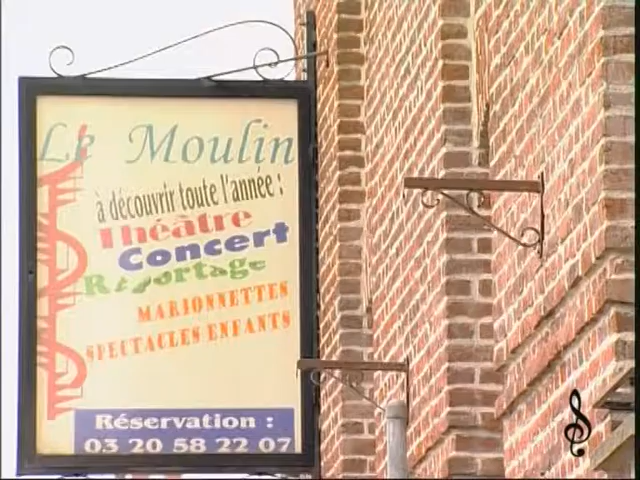 Le Moulin
à découvrir toute l'année :
Théâtre
Concert
Reportage
MARIONNETTES
SPECTACLES ENFANTS
Réservation :
03 20 58 22 07